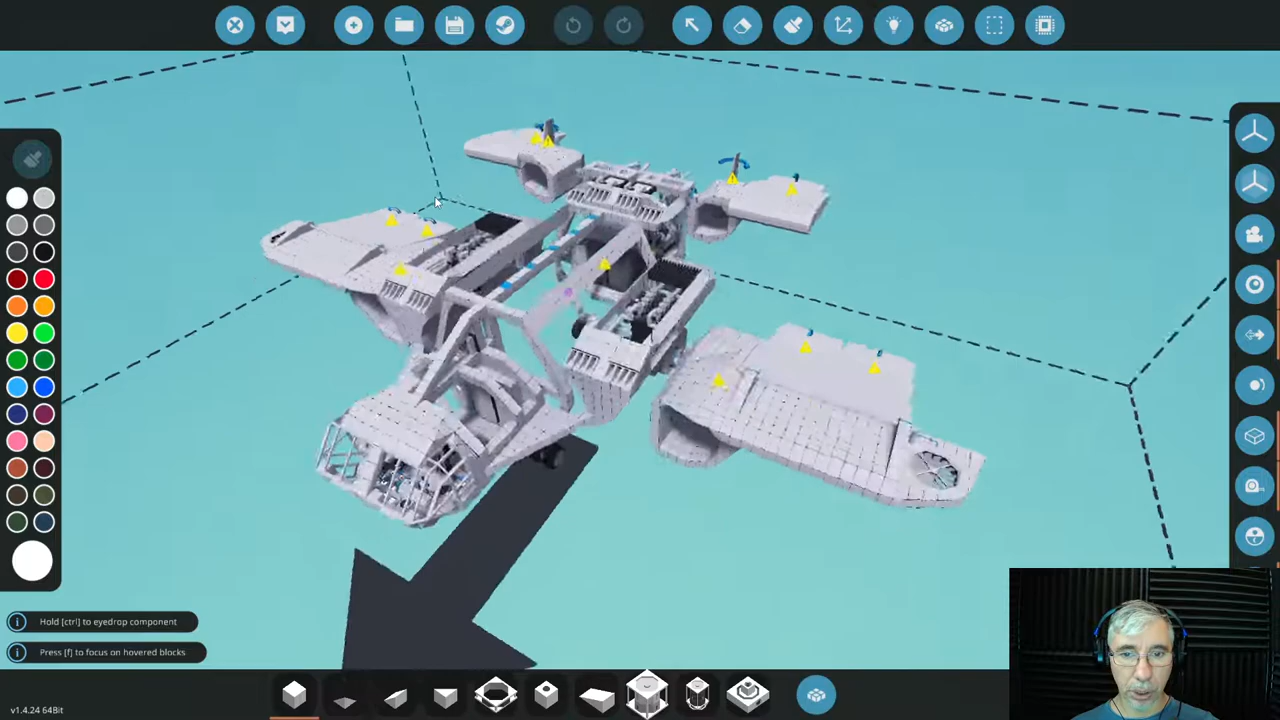 Hold [ctrl] to eyedrop component
Press [f] to focus on hovered blocks
v1.4.24 64Bit